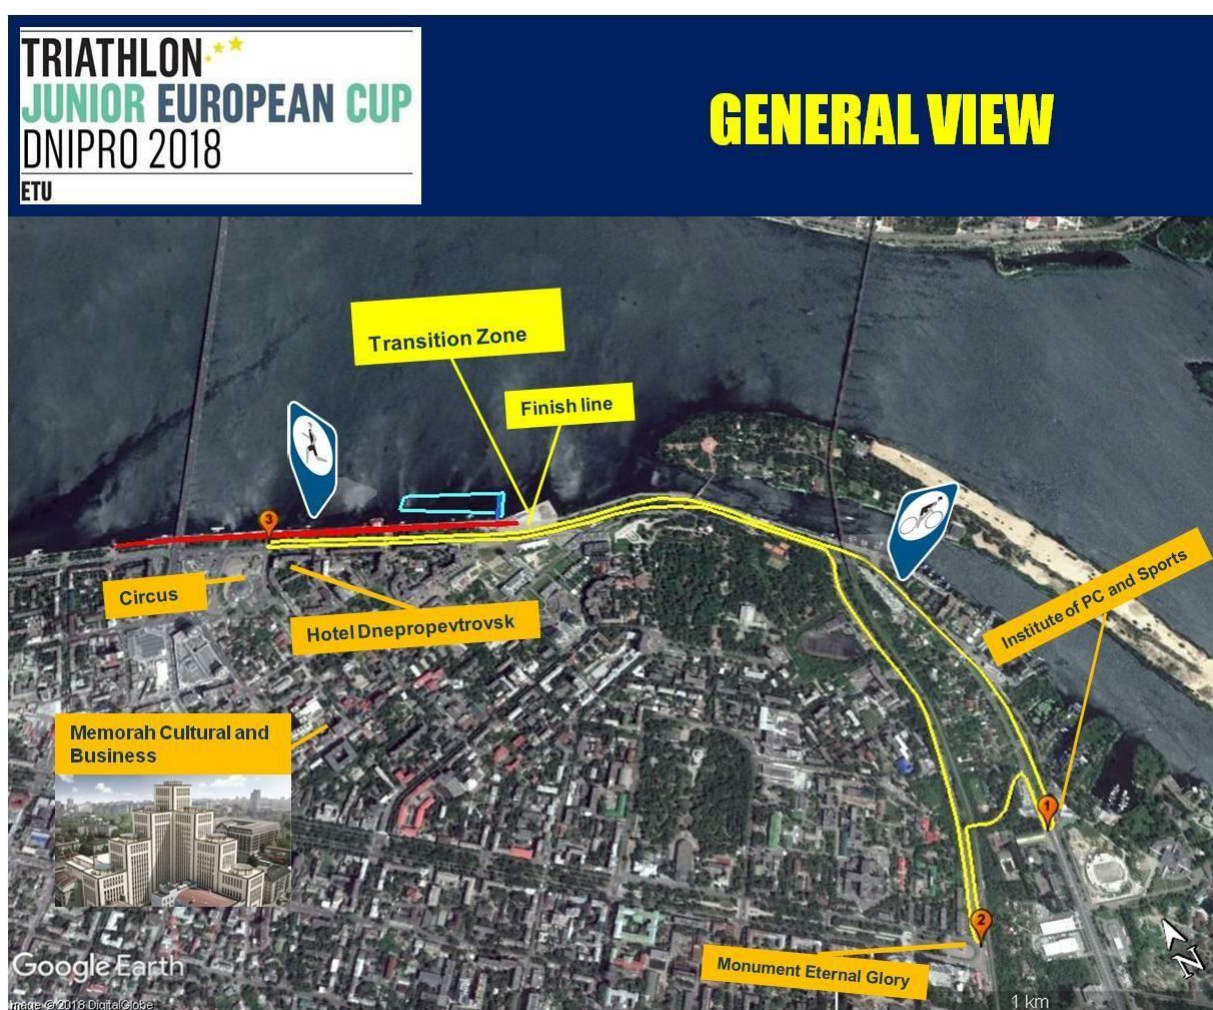 TRIATHLON
JUNIOR EUROPEAN CUP
DNIPRO 2018
ETU
GENERAL VIEW
Transition Zone
Finish line
3
Circus
Hotel Dnepropevtrovsk
Institute of PC and Sports
Memorah Cultural and
Business
1
2
Monument Eternal Glory
Google Earth
Image © 2018 DigitalGlobe
1 km
N